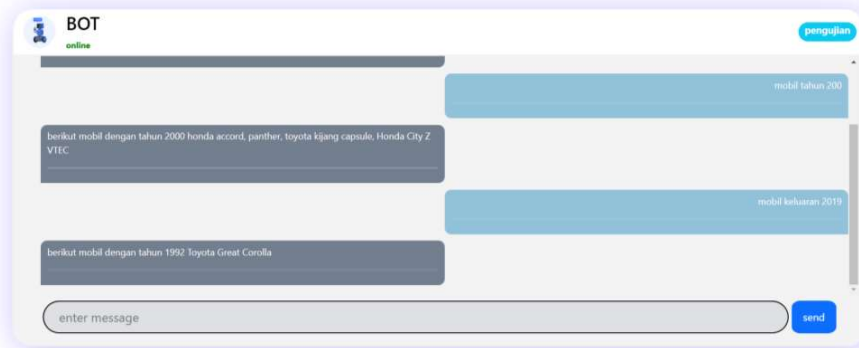 BOT
online
pengujian
mobil tahun 200
berikut mobil dengan tahun 2000 honda accord, panther, toyota kijang capsule, Honda City Z
VTEC
mobil keluaran 2019
berikut mobil dengan tahun 1992 Toyota Great Corolla
enter message
send